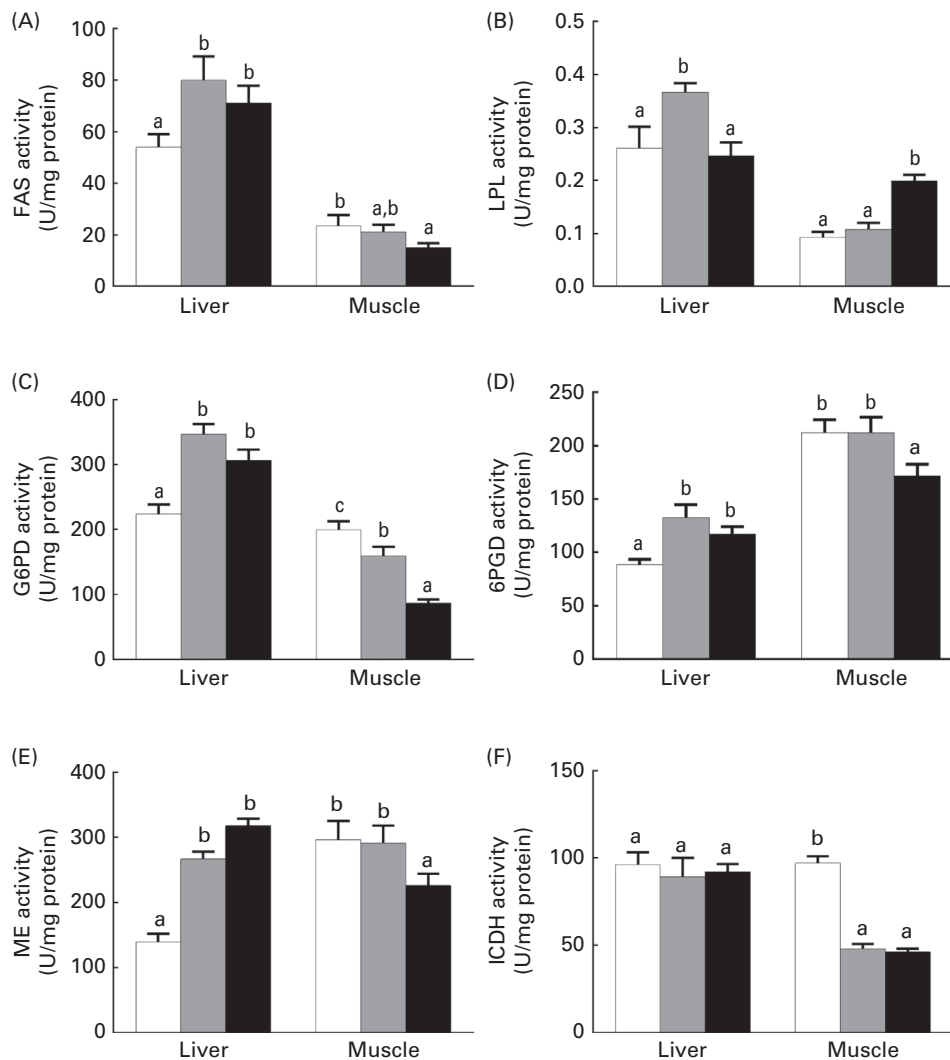 (A)
FAS activity
(U/mg protein)
100
80
60
40
20
0
a
b
b
b
a,b
a
Liver
Muscle
(B)
LPL activity
(U/mg protein)
0.5
0.4
0.3
0.2
0.1
0.0
a
b
a
a
a
b
Liver
Muscle
(C)
G6PD activity
(U/mg protein)
400
300
200
100
0
a
b
b
c
b
a
Liver
Muscle
(D)
6PGD activity
(U/mg protein)
250
200
150
100
50
0
a
b
b
b
b
a
Liver
Muscle
(E)
ME activity
(U/mg protein)
400
300
200
100
0
a
b
b
b
b
a
Liver
Muscle
(F)
ICDH activity
(U/mg protein)
150
100
50
0
a
a
a
b
a
a
Liver
Muscle